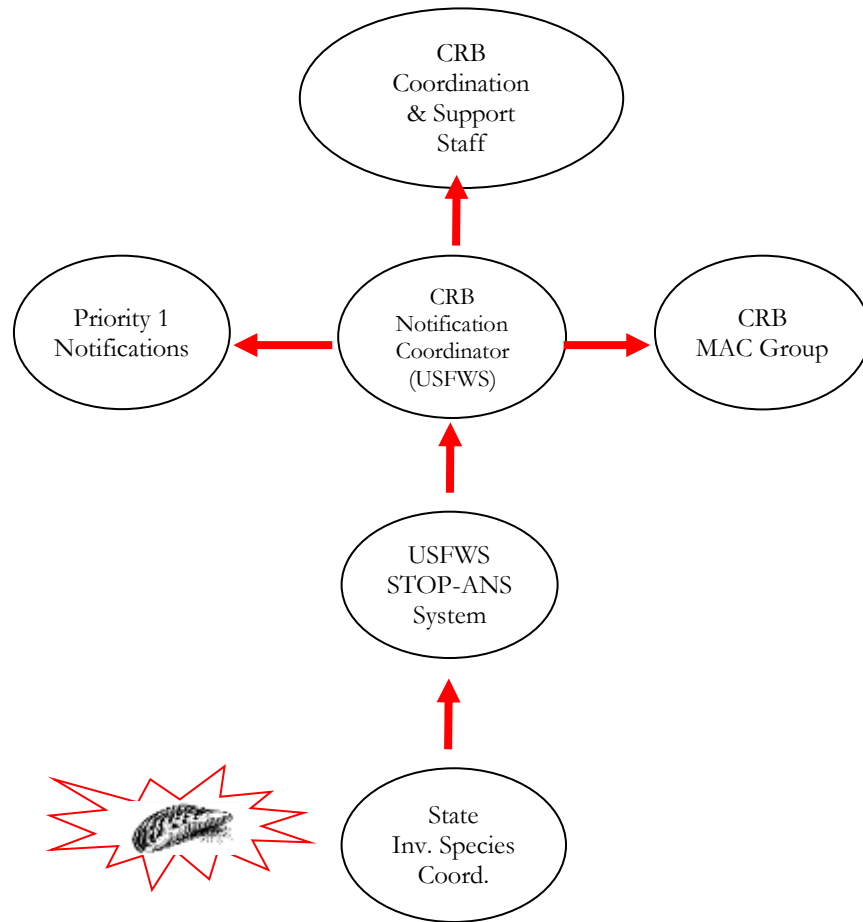 CRB
Coordination
& Support
Staff
Priority 1
Notifications
CRB
Notification
Coordinator
(USFWS)
CRB
MAC Group
USFWS
STOP-ANS
System
State
Inv. Species
Coord.